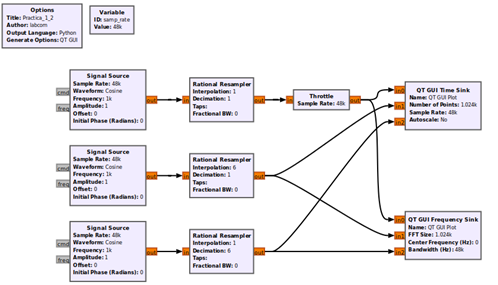 Options
Title: Practica_1_2
Author: labcom
Output Language: Python
Generate Options: QT GUI
Variable
ID: samp_rate
Value: 48k
Signal Source
Sample Rate: 48k
Waveform: Cosine
Frequency: 1k
Amplitude: 1
Offset: 0
Initial Phase (Radians): 0
cmd
freq
out
Rational Resampler
Interpolation: 1
Decimation: 1
Taps:
Fractional BW: 0
in
out
Throttle
Sample Rate: 48k
in
out
QT GUI Time Sink
Name: QT GUI Plot
Number of Points: 1.024k
Sample Rate: 48k
Autoscale: No
in0
in1
in2
Signal Source
Sample Rate: 48k
Waveform: Cosine
Frequency: 1k
Amplitude: 1
Offset: 0
Initial Phase (Radians): 0
cmd
freq
out
Rational Resampler
Interpolation: 6
Decimation: 1
Taps:
Fractional BW: 0
in
out
Signal Source
Sample Rate: 48k
Waveform: Cosine
Frequency: 1k
Amplitude: 1
Offset: 0
Initial Phase (Radians): 0
cmd
freq
out
Rational Resampler
Interpolation: 1
Decimation: 6
Taps:
Fractional BW: 0
in
out
QT GUI Frequency Sink
Name: QT GUI Plot
FFT Size: 1.024k
Center Frequency (Hz): 0
Bandwidth (Hz): 48k
in0
in1
in2